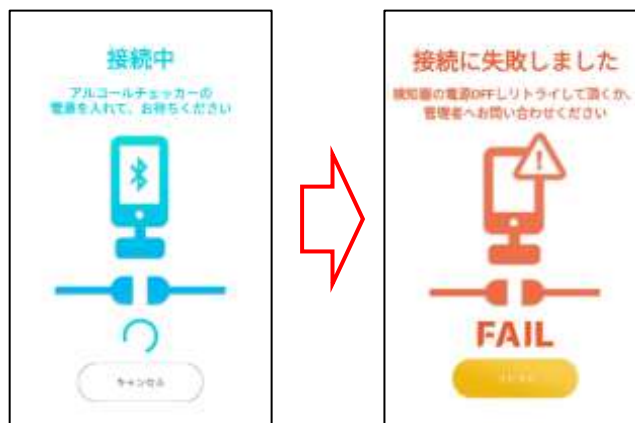 接続中
アルコールチェッカーの
電源を入れて、お待ちください
キャンセル
接続に失敗しました
検知器の電源OFFしリトライして頂くか、
管理者へお問い合わせください
FAIL